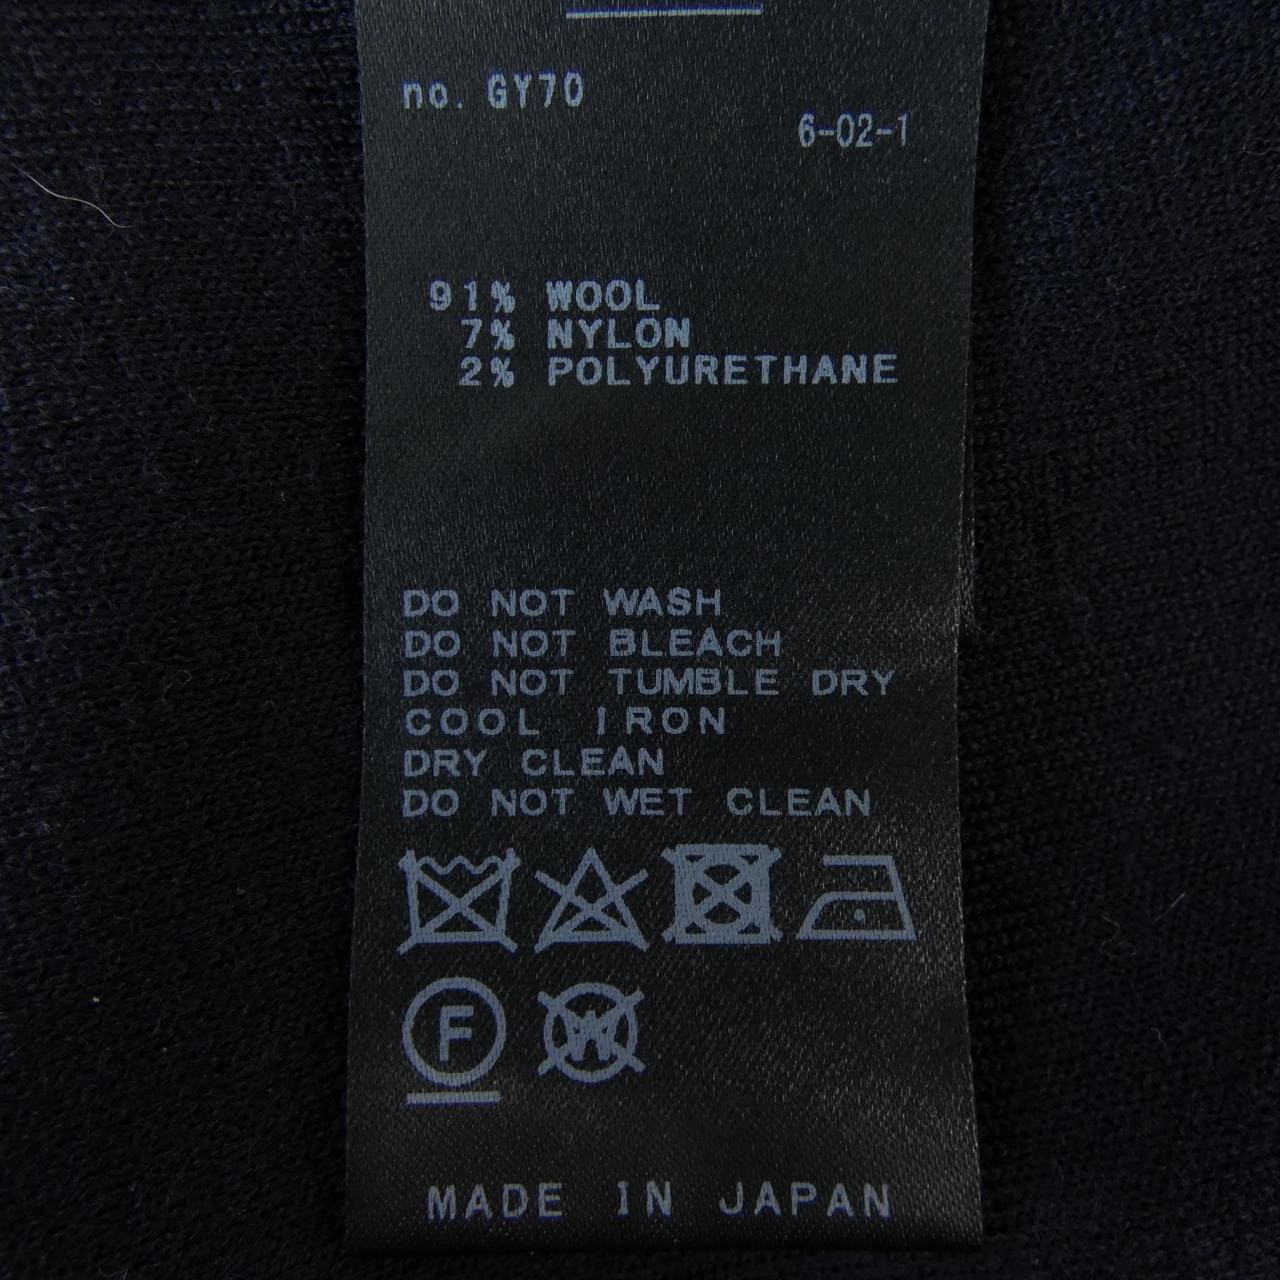 no. GY70
6-02-1
91% WOOL
7% NYLON
2% POLYURETHANE
DO NOT WASH
DO NOT BLEACH
DO NOT TUMBLE DRY
COOL IRON
DRY CLEAN
DO NOT WET CLEAN
F W
MADE IN JAPAN